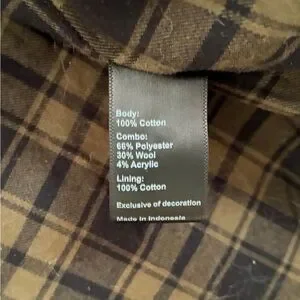 Body:
100% Cotton
Combo:
66% Polyester
30% Wool
4% Acrylic
Lining:
100% Cotton
Exclusive of decoration
Made in Indonesia